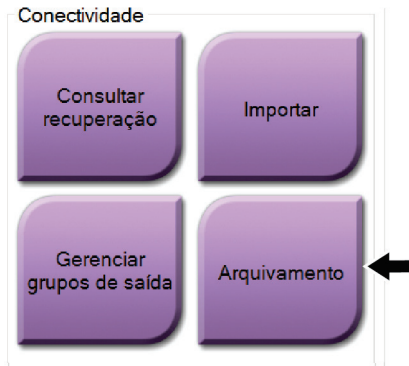 Conectividade
Consultar
recuperação
Importar
Gerenciar
grupos de saída
Arquivamento